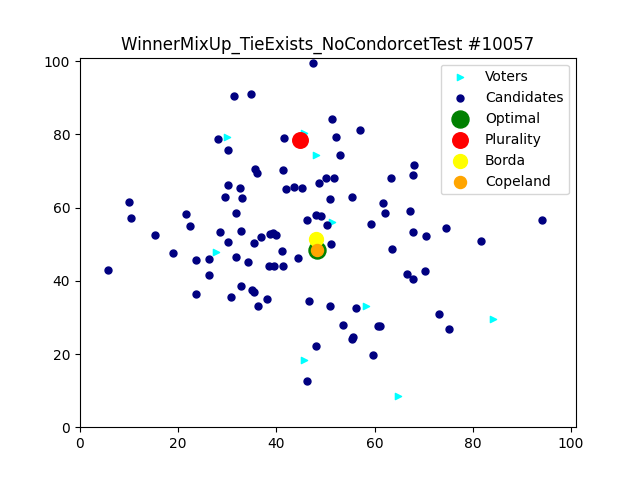 WinnerMixUp_TieExists_NoCondorcetTest #10057
Voters
Candidates
Optimal
Plurality
Borda
Copeland
100
80
60
40
20
0
0 20 40 60 80 100